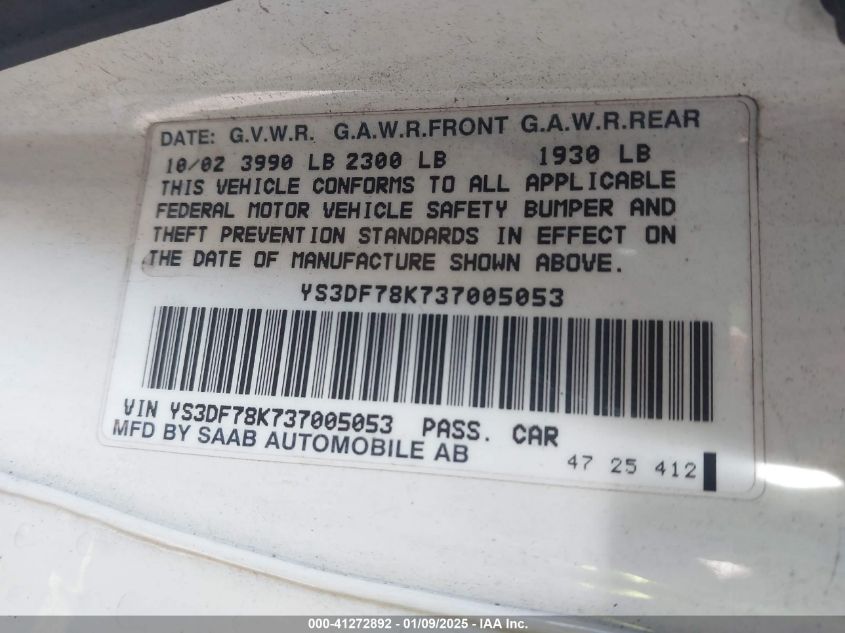 DATE: G.V.W.R. G.A.W.R.FRONT G.A.W.R.REAR
10/02 3990 LB 2300 LB 1930 LB
THIS VEHICLE CONFORMS TO ALL APPLICABLE
FEDERAL MOTOR VEHICLE SAFETY BUMPER AND
THEFT PREVENTION STANDARDS IN EFFECT ON
THE DATE OF MANUFACTURE SHOWN ABOVE.
YS3DF78K737005053
VIN YS3DF78K737005053 PASS. CAR
MFD BY SAAB AUTOMOBILE AB
47 25 412
000-41272892 - 01/09/2025 - IAA, Inc.